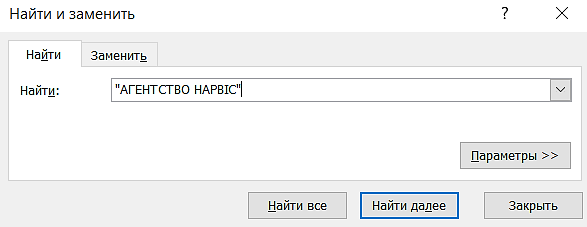 Найти и заменить
?
Найти
Заменить
Найти: "АГЕНТСТВО НАРВІС"
Параметры >>
Найти все
Найти далее
Закрыть